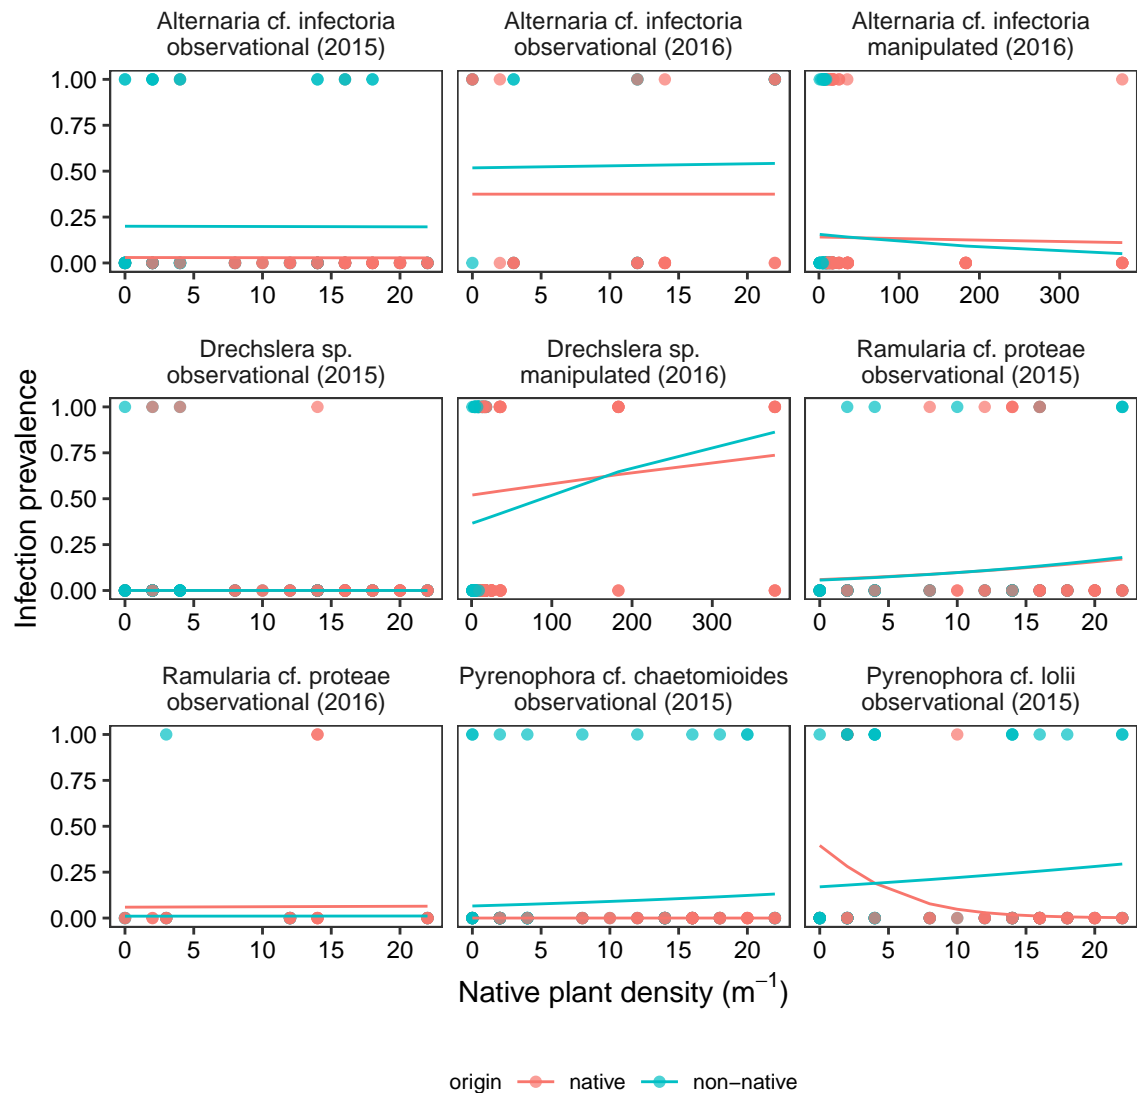 Alternaria cf. infectoria
observational (2015)
Alternaria cf. infectoria
observational (2016)
Alternaria cf. infectoria
manipulated (2016)
1.00
0.75
0.50
0.25
0.00
0 5 10 15 20
0 5 10 15 20
0 100 200 300
Drechslera sp.
observational (2015)
Drechslera sp.
manipulated (2016)
Ramularia cf. proteae
observational (2015)
Infection prevalence
1.00
0.75
0.50
0.25
0.00
0 5 10 15 20
0 100 200 300
0 5 10 15 20
Ramularia cf. proteae
observational (2016)
Pyrenophora cf. chaetomioides
observational (2015)
Pyrenophora cf. lolii
observational (2015)
1.00
0.75
0.50
0.25
0.00
0 5 10 15 20
0 5 10 15 20
0 5 10 15 20
Native plant density (m⁻¹)
origin native non−native